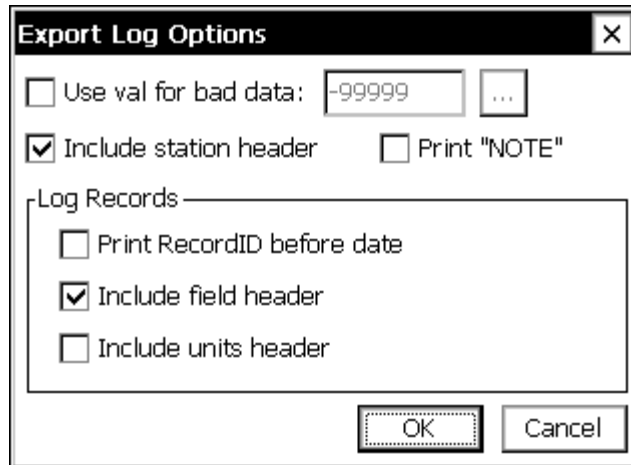 Export Log Options
Use val for bad data: -99999 ...
Include station header Print "NOTE"
Log Records
Print RecordID before date
Include field header
Include units header
OK Cancel